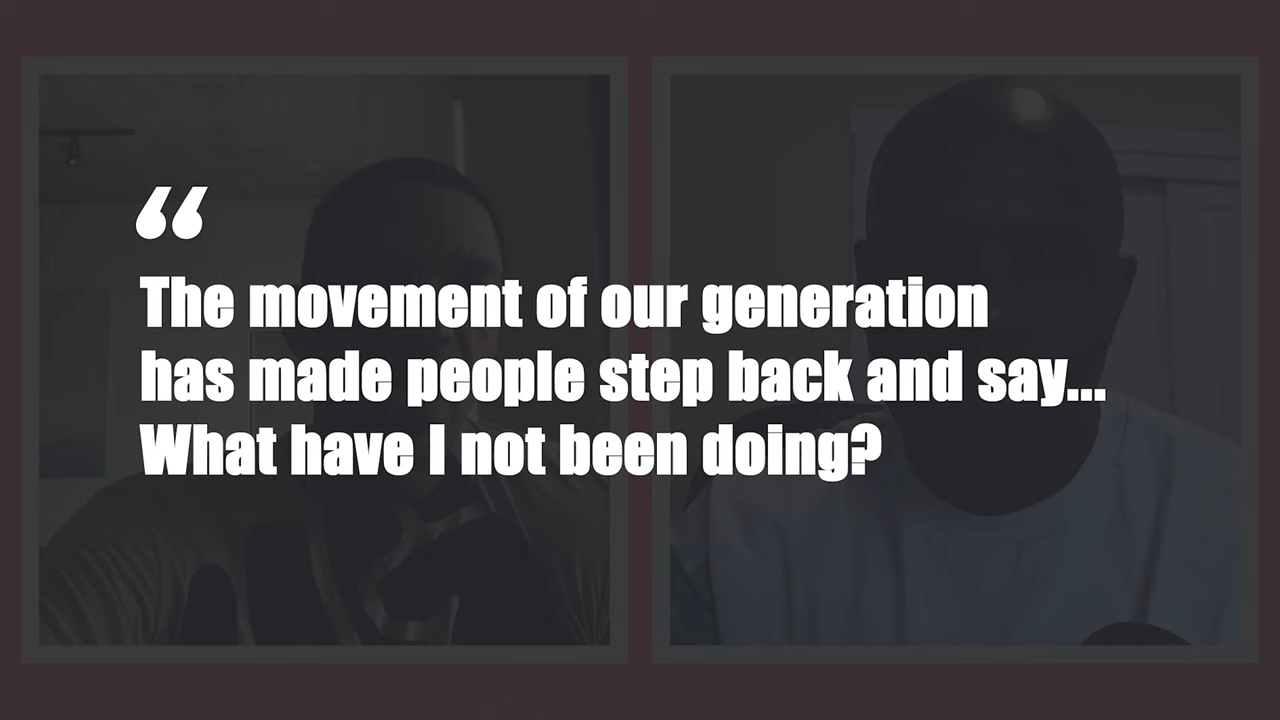 “
The movement of our generation
has made people step back and say...
What have I not been doing?